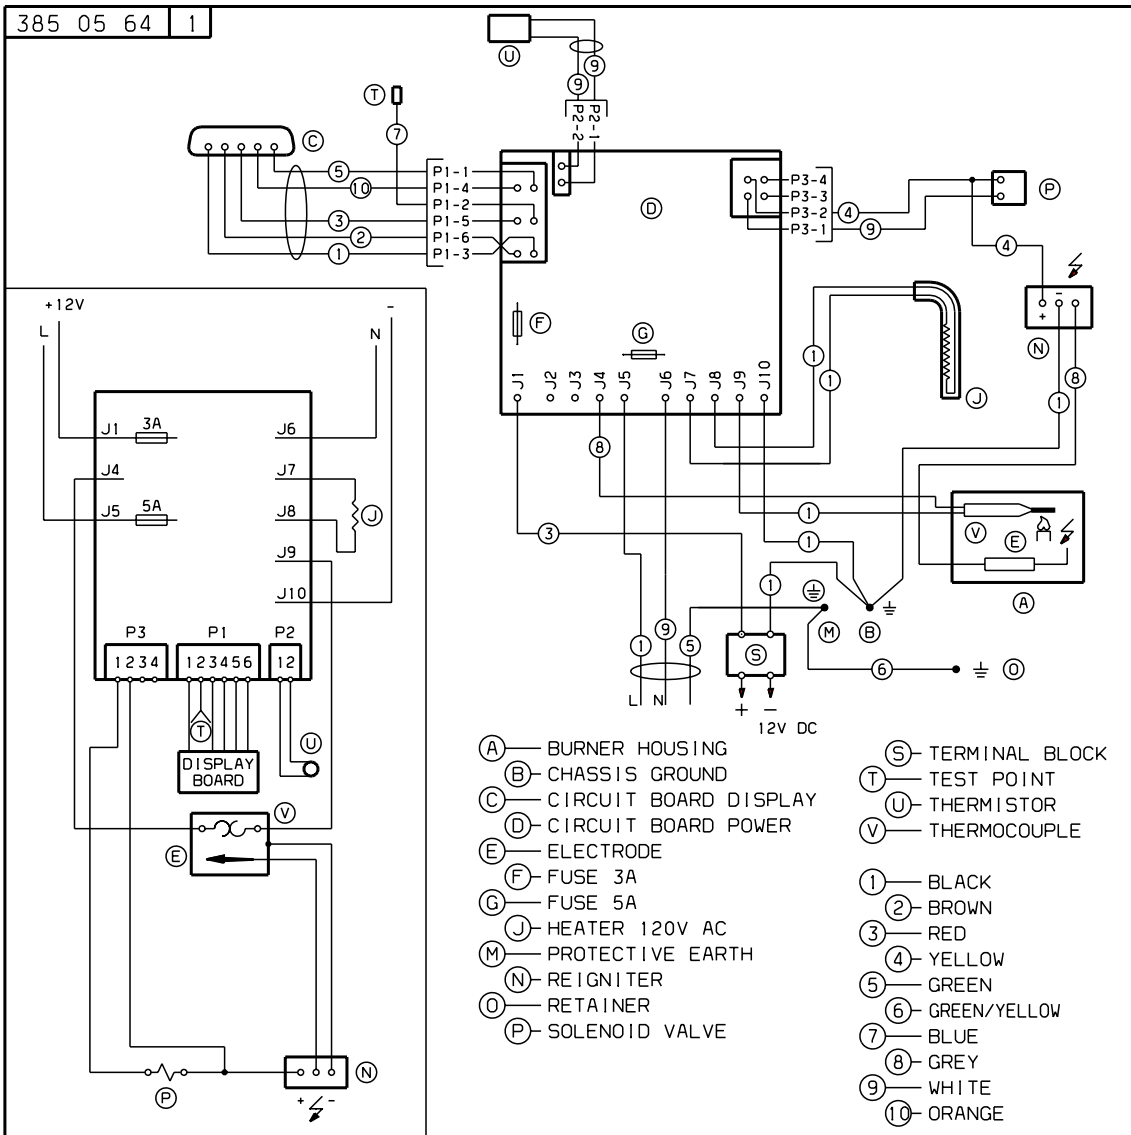 385 05 64 1
U
9
9
P2-2
P2-1
T
7
C
5
10
3
2
1
P1-1
P1-4
P1-2
P1-5
P1-6
P1-3
D
P3-4
P3-3
P3-2
P3-1
4
9
P
4
+ -
N
F
G
J1 J2 J3 J4 J5 J6 J7 J8 J9 J10
1
1
J
1
8
8
3
1
1
V
E
A
1
M
B
S
1
9
5
6
O
L N
+ -
12V DC
+12V
-
L
N
J1 3A
J4
J5 5A
J6
J7
J8
J9
J10
J
P3 P1 P2
1234 123456 12
T
U
DISPLAY
BOARD
V
E
P
N
+ -
A BURNER HOUSING
B CHASSIS GROUND
C CIRCUIT BOARD DISPLAY
D CIRCUIT BOARD POWER
E ELECTRODE
F FUSE 3A
G FUSE 5A
J HEATER 120V AC
M PROTECTIVE EARTH
N REIGNITER
O RETAINER
P SOLENOID VALVE
S TERMINAL BLOCK
T TEST POINT
U THERMISTOR
V THERMOCOUPLE
1 BLACK
2 BROWN
3 RED
4 YELLOW
5 GREEN
6 GREEN/YELLOW
7 BLUE
8 GREY
9 WHITE
10 ORANGE